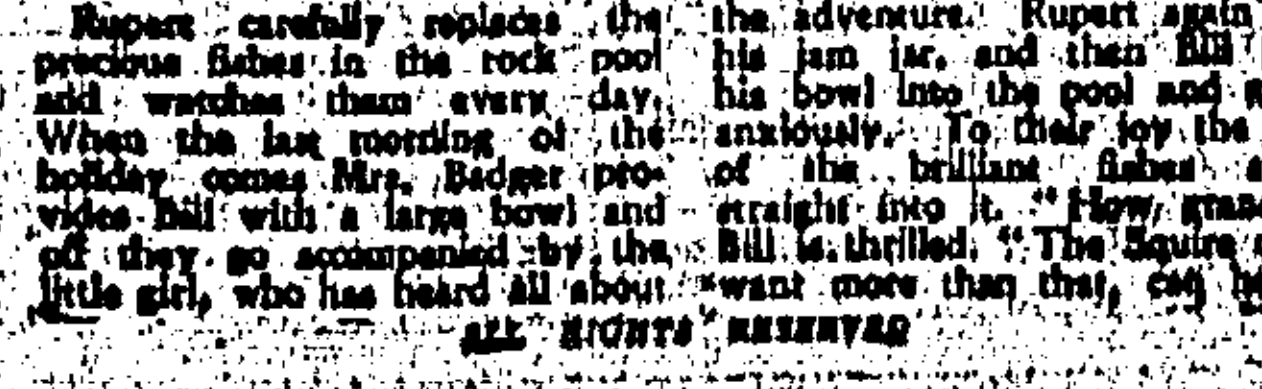 Rupert carefully replaces the
precious fishes in the rock pool
and watches them every day.
When the last morning of the
holiday comes Mrs. Badger pro-
vides Bill with a large bowl and
off they go accompanied by the
little girl, who has heard all about
the adventure. Rupert again
his jam jar, and then Bill
his bowl into the pool and
anxiously. To their joy the
of the brilliant fishes
straight into it. "How
Bill is thrilled. "The Squire
want more than that, can he
ALL RIGHTS RESERVED